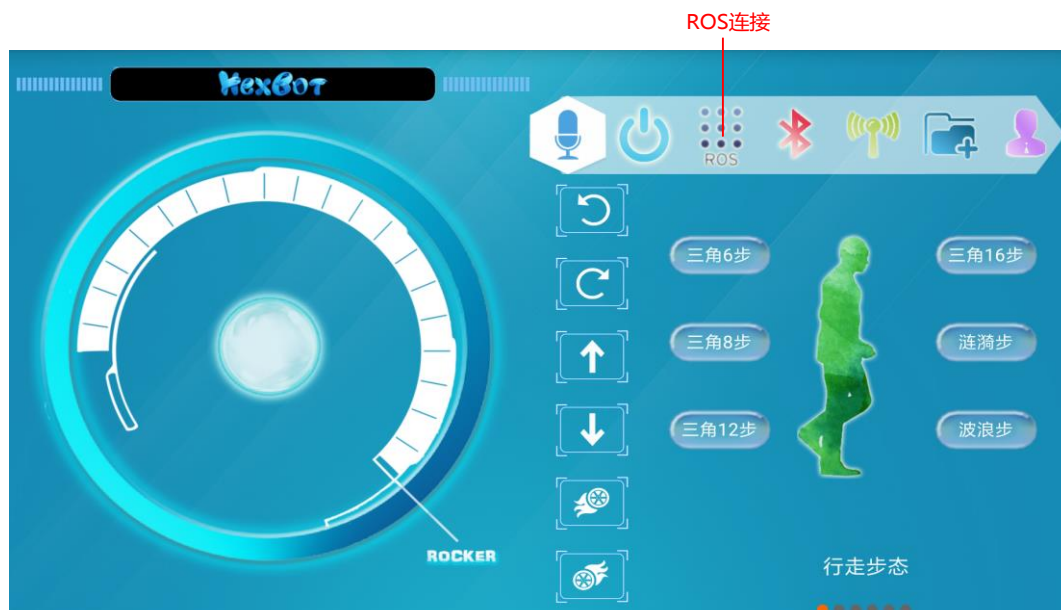 ROS连接
HexBot
ROS
三角6步
三角16步
三角8步
涟漪步
三角12步
波浪步
ROCKER
行走步态